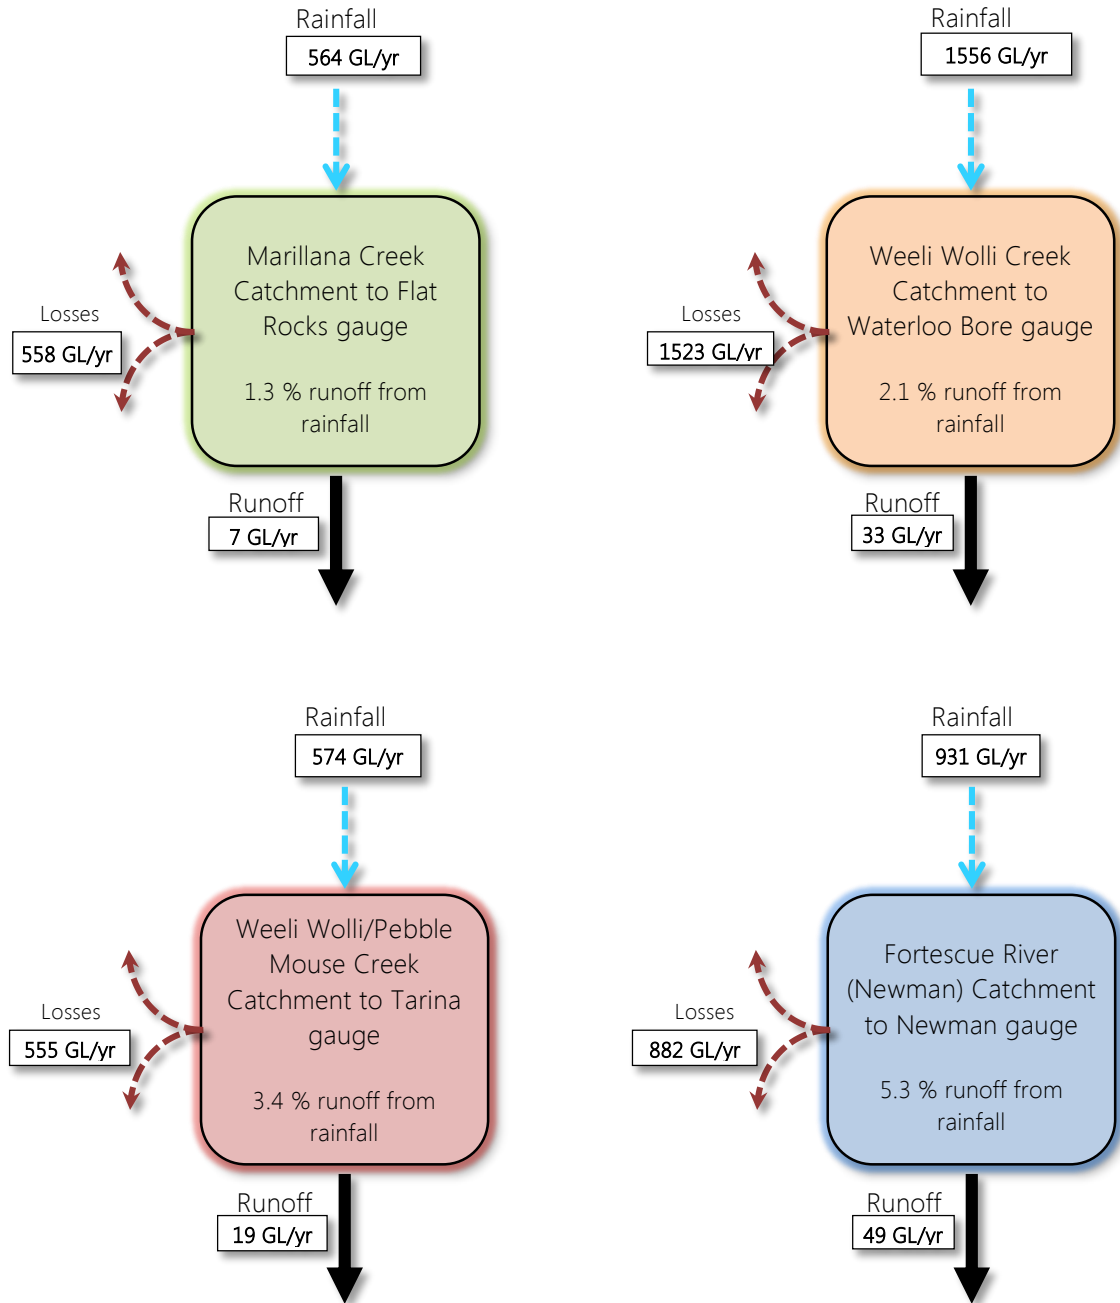 Rainfall
564 GL/yr
Marillana Creek
Catchment to Flat
Rocks gauge
1.3 % runoff from
rainfall
Losses
558 GL/yr
Runoff
7 GL/yr
Rainfall
1556 GL/yr
Weeli Wolli Creek
Catchment to
Waterloo Bore gauge
2.1 % runoff from
rainfall
Losses
1523 GL/yr
Runoff
33 GL/yr
Rainfall
574 GL/yr
Weeli Wolli/Pebble
Mouse Creek
Catchment to Tarina
gauge
3.4 % runoff from
rainfall
Losses
555 GL/yr
Runoff
19 GL/yr
Rainfall
931 GL/yr
Fortescue River
(Newman) Catchment
to Newman gauge
5.3 % runoff from
rainfall
Losses
882 GL/yr
Runoff
49 GL/yr